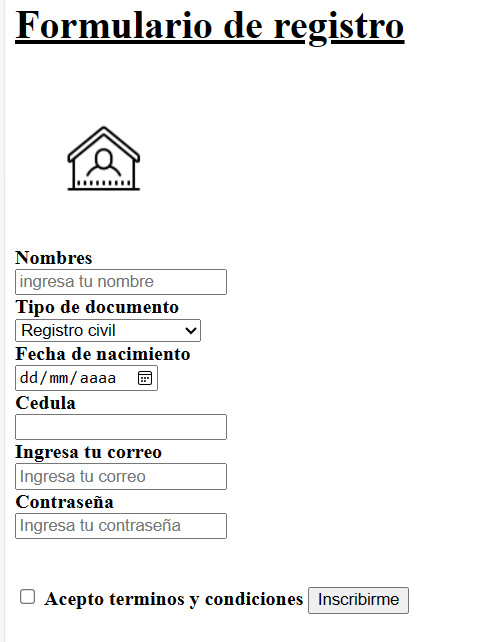 Formulario de registro
Nombres
ingresa tu nombre
Tipo de documento
Registro civil
Fecha de nacimiento
dd/mm/aaaa
Cedula
Ingresa tu correo
Ingresa tu correo
Contraseña
Ingresa tu contraseña
Acepto terminos y condiciones Inscribirme